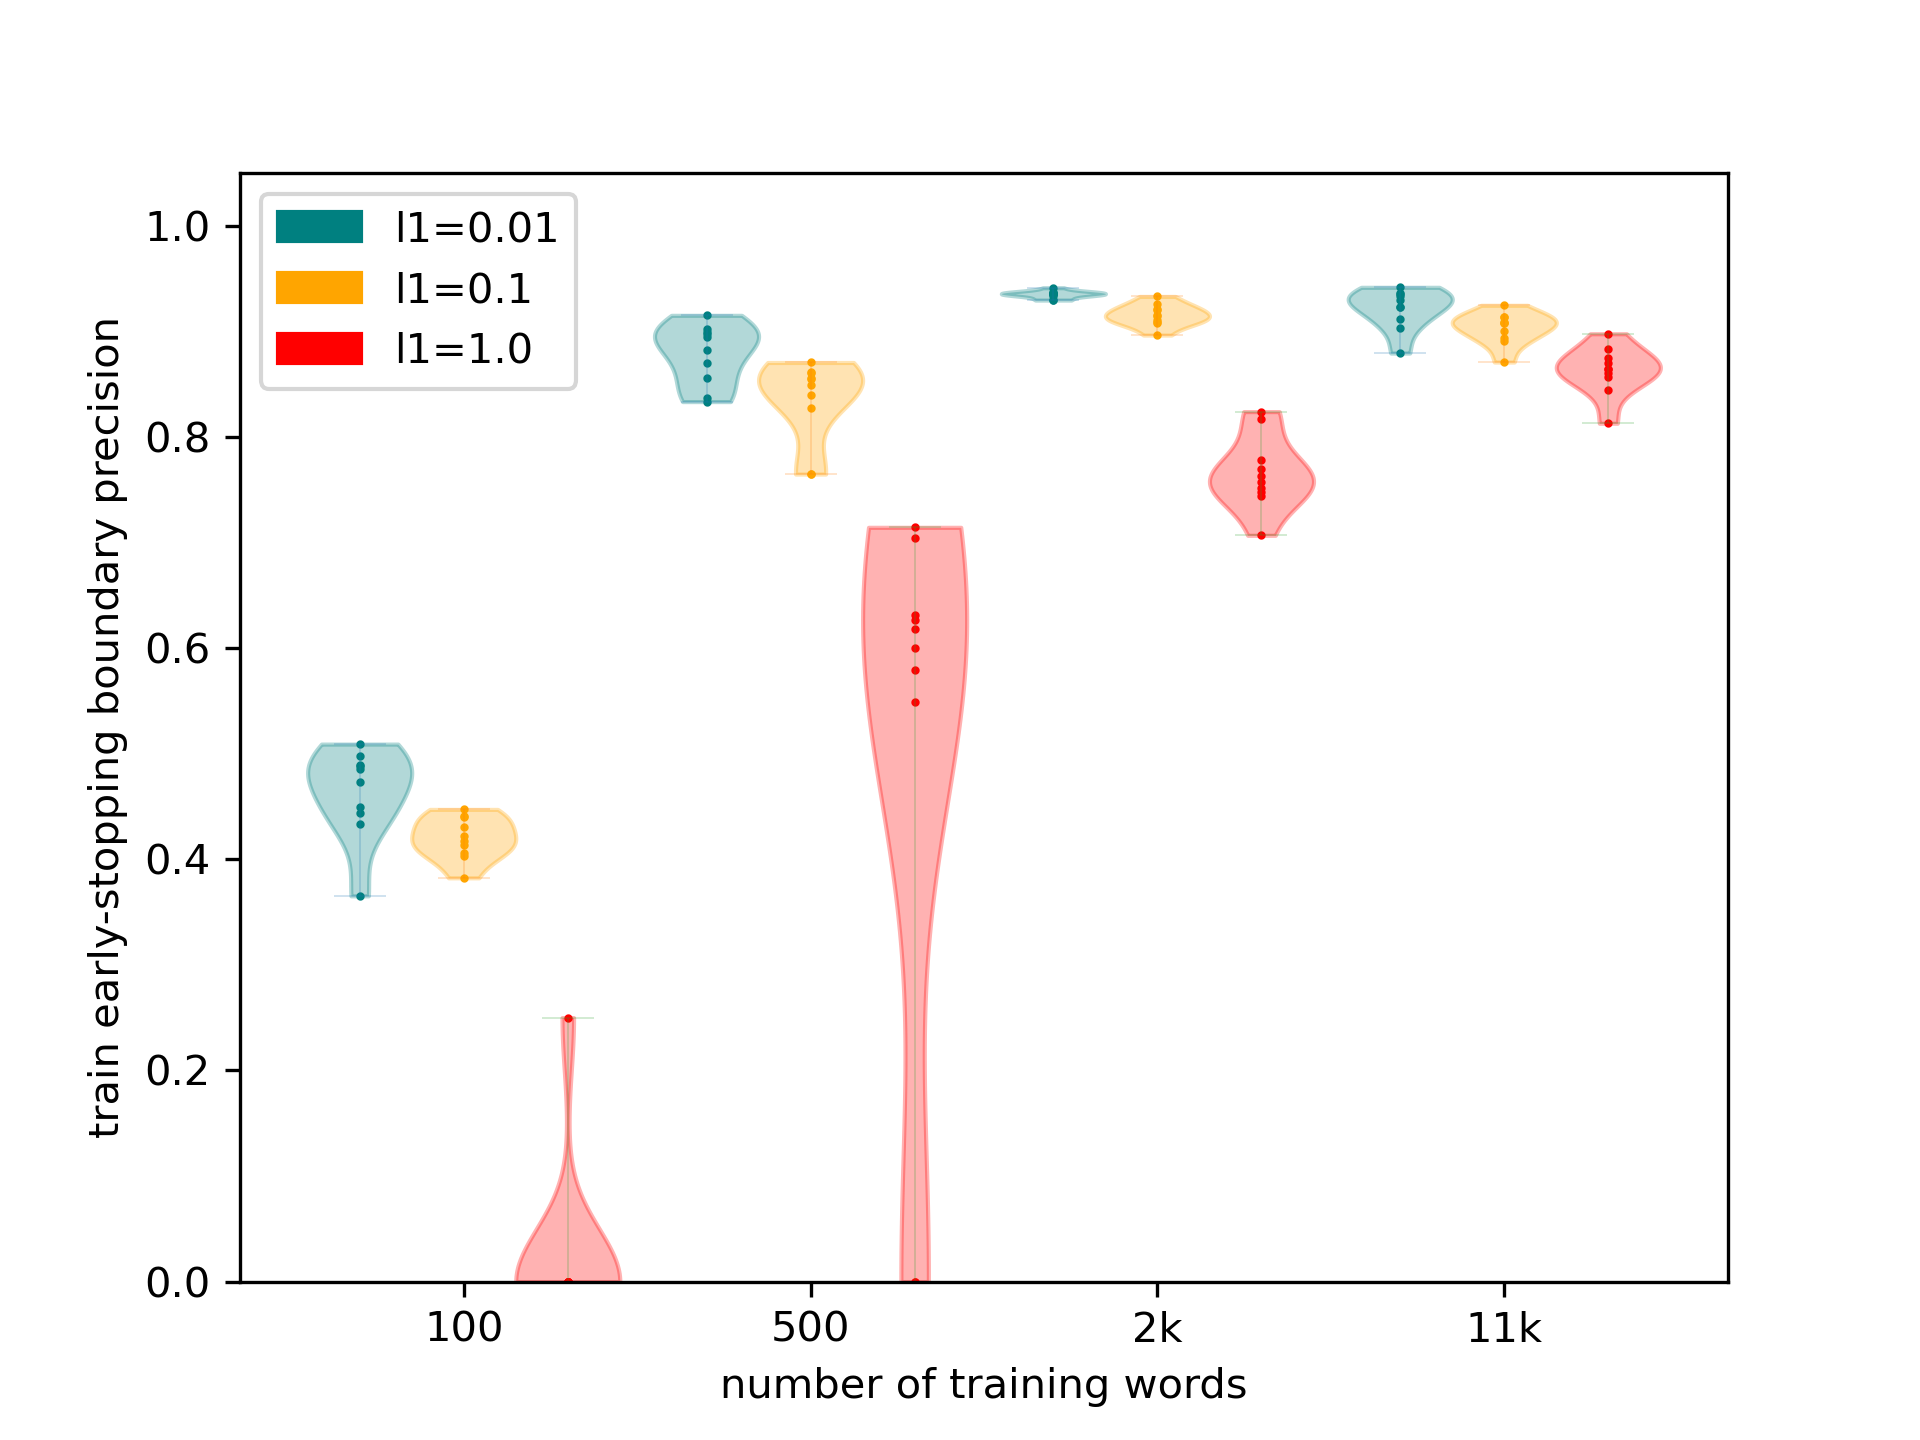 l1=0.01
l1=0.1
l1=1.0
train early-stopping boundary precision
1.0
0.8
0.6
0.4
0.2
0.0
100 500 2k 11k
number of training words